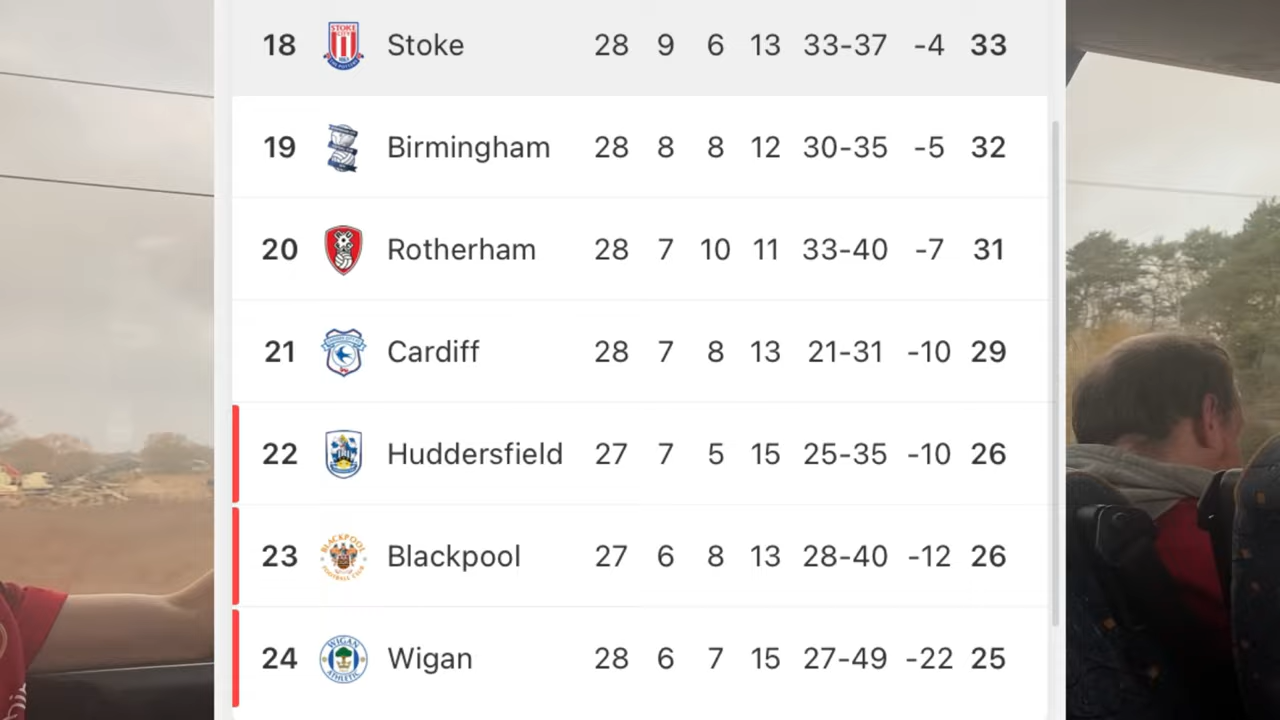 18 Stoke 28 9 6 13 33-37 -4 33
19 Birmingham 28 8 8 12 30-35 -5 32
20 Rotherham 28 7 10 11 33-40 -7 31
21 Cardiff 28 7 8 13 21-31 -10 29
22 Huddersfield 27 7 5 15 25-35 -10 26
23 BLACKPOOL Blackpool 27 6 8 13 28-40 -12 26
24 WIGAN ATHLETIC Wigan 28 6 7 15 27-49 -22 25